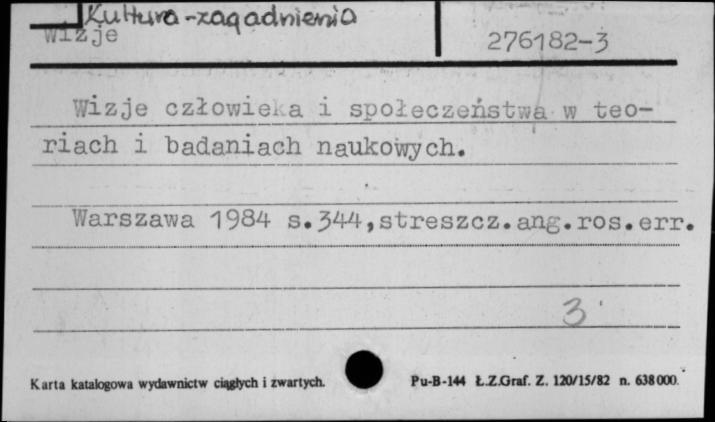 Kultura-zagadnienia
Wizje
276182-3
Wizje człowieka i społeczeństwa w teo-
riach i badaniach naukowych.
Warszawa 1984 s.344,streszcz.ang.ros.err.
3
Karta katalogowa wydawnictw ciągłych i zwartych.
Pu-B-144 Ł.Z.Graf. Z. 120/15/82 n. 638000.